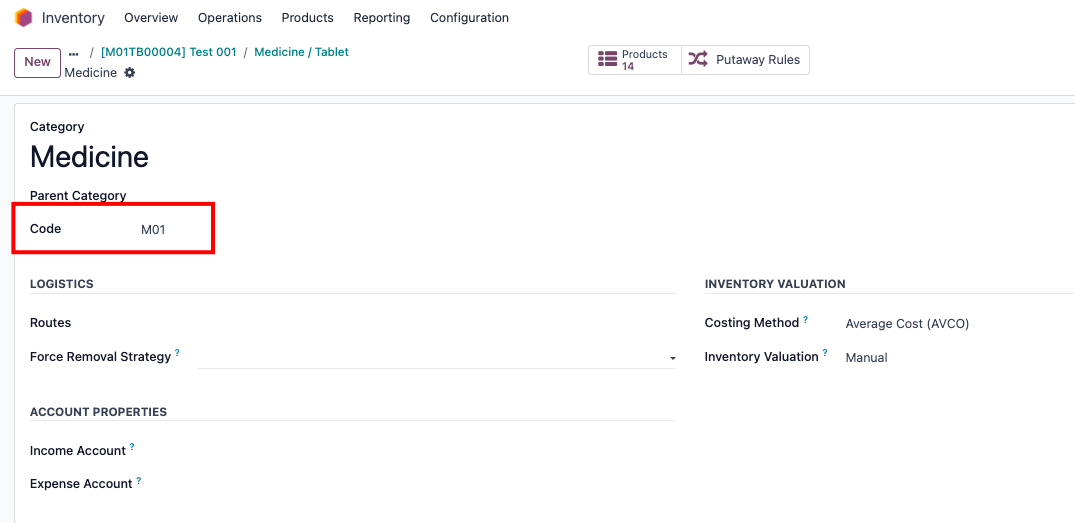 Inventory Overview Operations Products Reporting Configuration
New ... / [M01TB00004] Test 001 / Medicine / Tablet
Medicine
Products
14
Putaway Rules
Category
Medicine
Parent Category
Code M01
LOGISTICS
Routes
Force Removal Strategy ?
ACCOUNT PROPERTIES
Income Account ?
Expense Account ?
INVENTORY VALUATION
Costing Method ? Average Cost (AVCO)
Inventory Valuation ? Manual